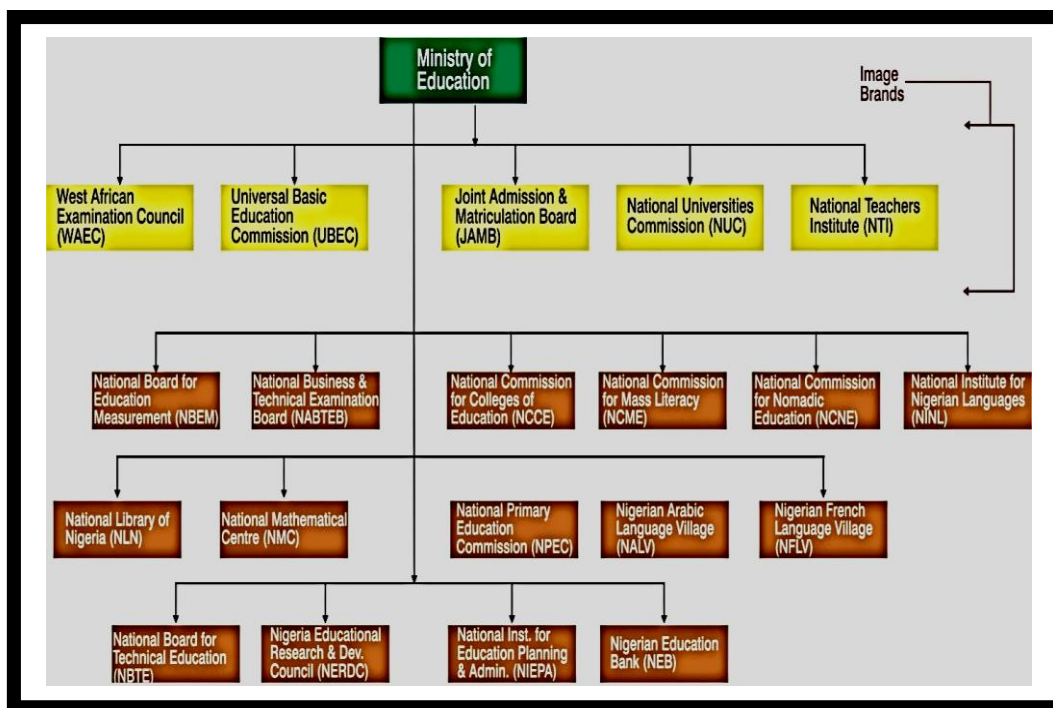 Ministry of
Education
Image
Brands
West African
Examination Council
(WAEC)
Universal Basic
Education
Commission (UBEC)
Joint Admission &
Matriculation Board
(JAMB)
National Universities
Commission (NUC)
National Teachers
Institute (NTI)
National Board for
Education
Measurement (NBEM)
National Business &
Technical Examination
Board (NABTEB)
National Commission
for Colleges of
Education (NCCE)
National Commission
for Mass Literacy
(NCME)
National Commission
for Nomadic
Education (NCNE)
National Institute for
Nigerian Languages
(NINL)
National Library of
Nigeria (NLN)
National Mathematical
Centre (NMC)
National Primary
Education
Commission (NPEC)
Nigerian Arabic
Language Village
(NALV)
Nigerian French
Language Village
(NFLV)
National Board for
Technical Education
(NBTE)
Nigeria Educational
Research & Dev.
Council (NERDC)
National Inst. for
Education Planning
& Admin. (NIEPA)
Nigerian Education
Bank (NEB)